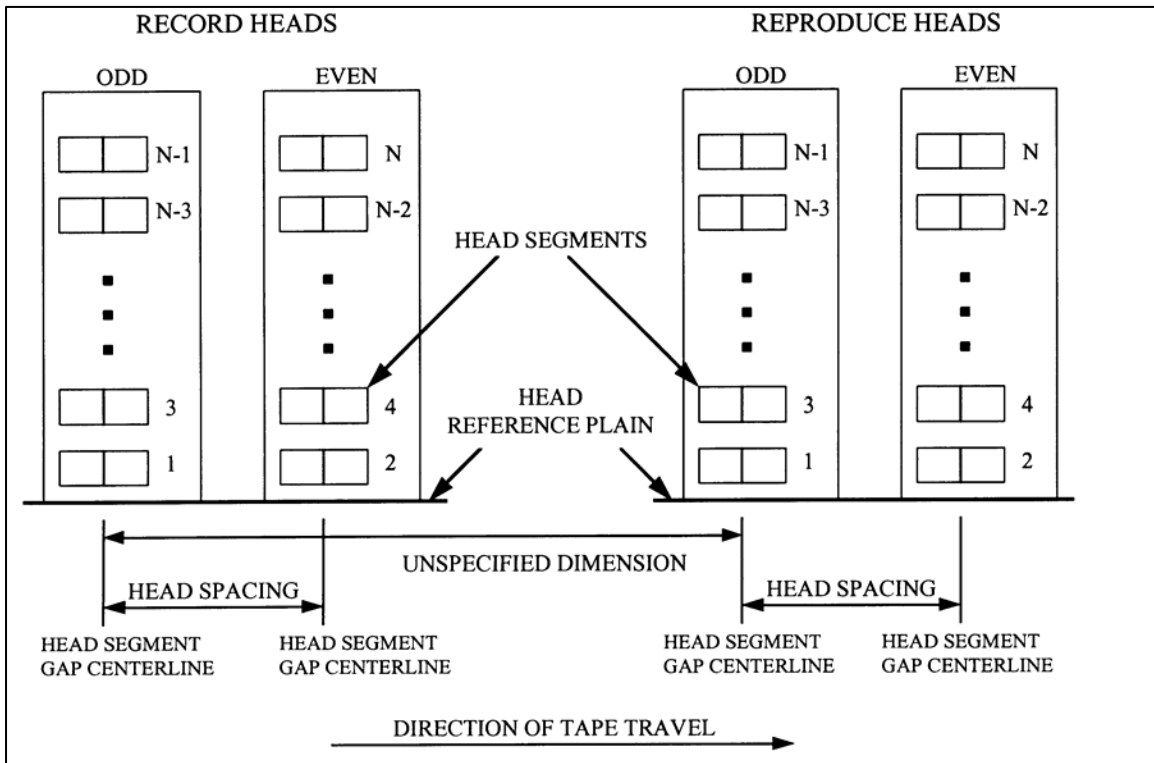 RECORD HEADS
REPRODUCE HEADS
ODD
EVEN
ODD
EVEN
N-1
N
N-1
N
N-3
N-2
N-3
N-2
HEAD SEGMENTS
3
4
HEAD
REFERENCE PLAIN
3
4
1
2
1
2
UNSPECIFIED DIMENSION
HEAD SPACING
HEAD SPACING
HEAD SEGMENT
GAP CENTERLINE
HEAD SEGMENT
GAP CENTERLINE
HEAD SEGMENT
GAP CENTERLINE
HEAD SEGMENT
GAP CENTERLINE
DIRECTION OF TAPE TRAVEL